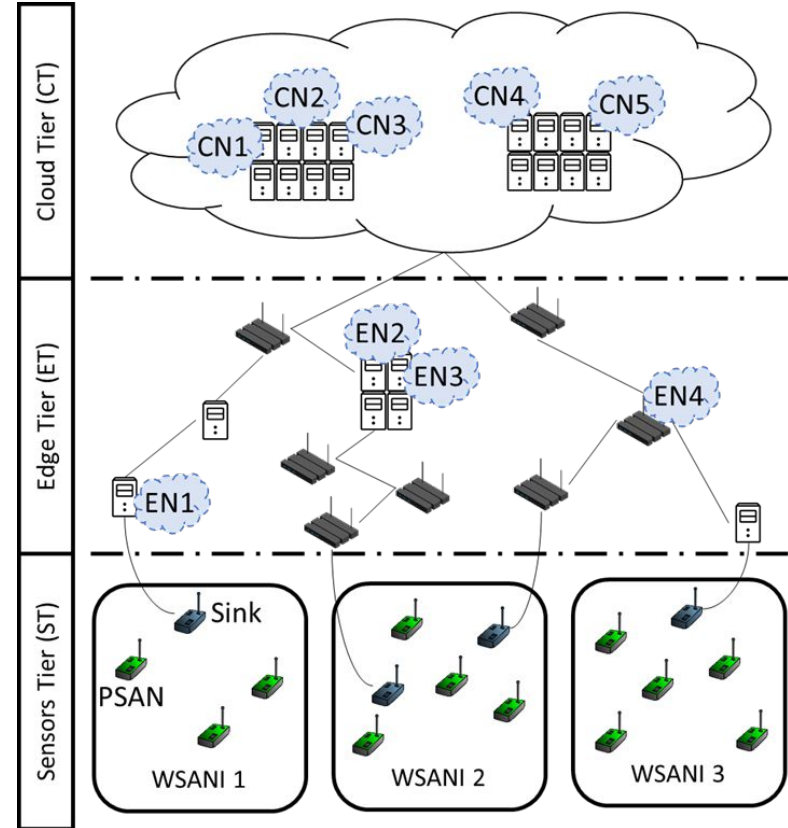 Cloud Tier (CT)
CN1
CN2
CN3
CN4
CN5
Edge Tier (ET)
EN1
EN2
EN3
EN4
Sensors Tier (ST)
Sink
PSAN
WSANI 1
WSANI 2
WSANI 3